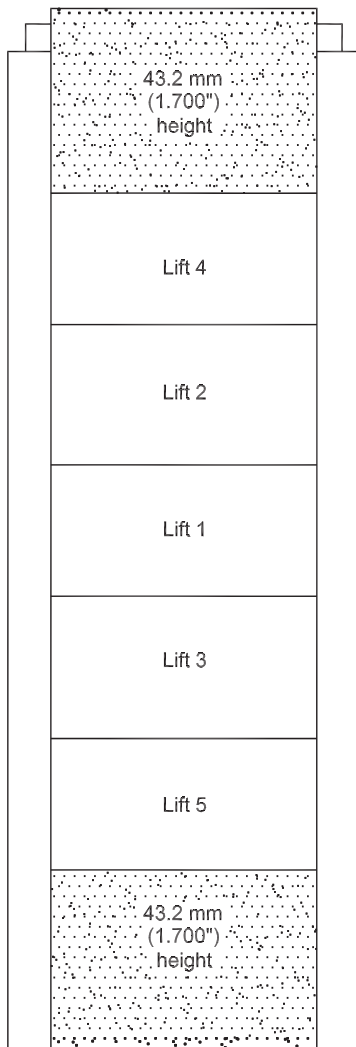 43.2 mm
(1.700")
height
Lift 4
Lift 2
Lift 1
Lift 3
Lift 5
43.2 mm
(1.700")
height